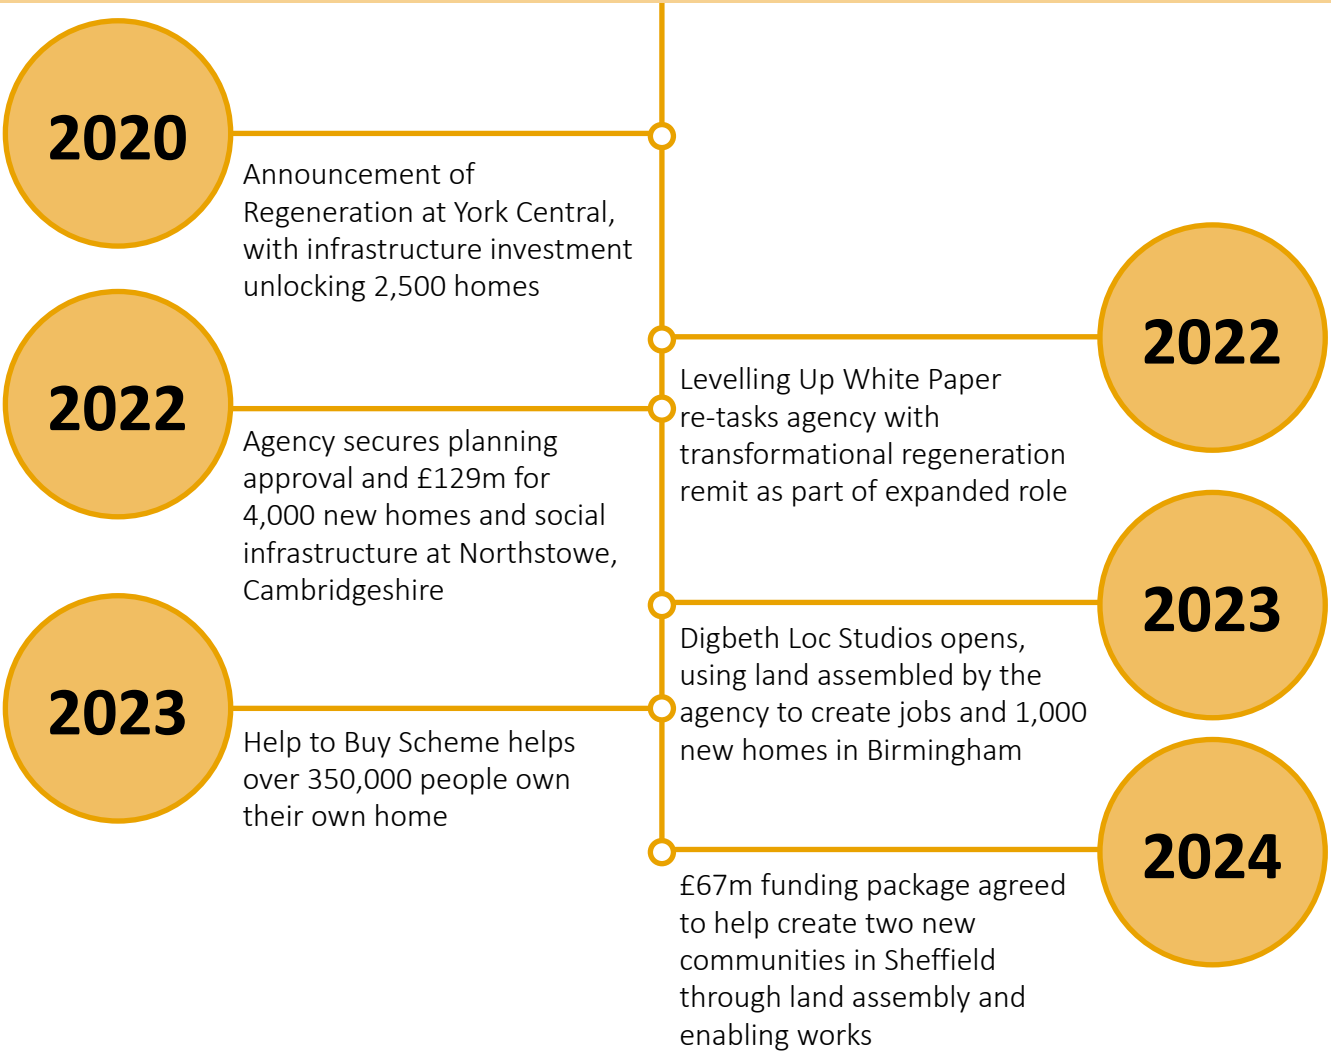 2020
Announcement of
Regeneration at York Central,
with infrastructure investment
unlocking 2,500 homes
2022
Levelling Up White Paper
re-tasks agency with
transformational regeneration
remit as part of expanded role
2022
Agency secures planning
approval and £129m for
4,000 new homes and social
infrastructure at Northstowe,
Cambridgeshire
2023
Digbeth Loc Studios opens,
using land assembled by the
agency to create jobs and 1,000
new homes in Birmingham
2023
Help to Buy Scheme helps
over 350,000 people own
their own home
2024
£67m funding package agreed
to help create two new
communities in Sheffield
through land assembly and
enabling works